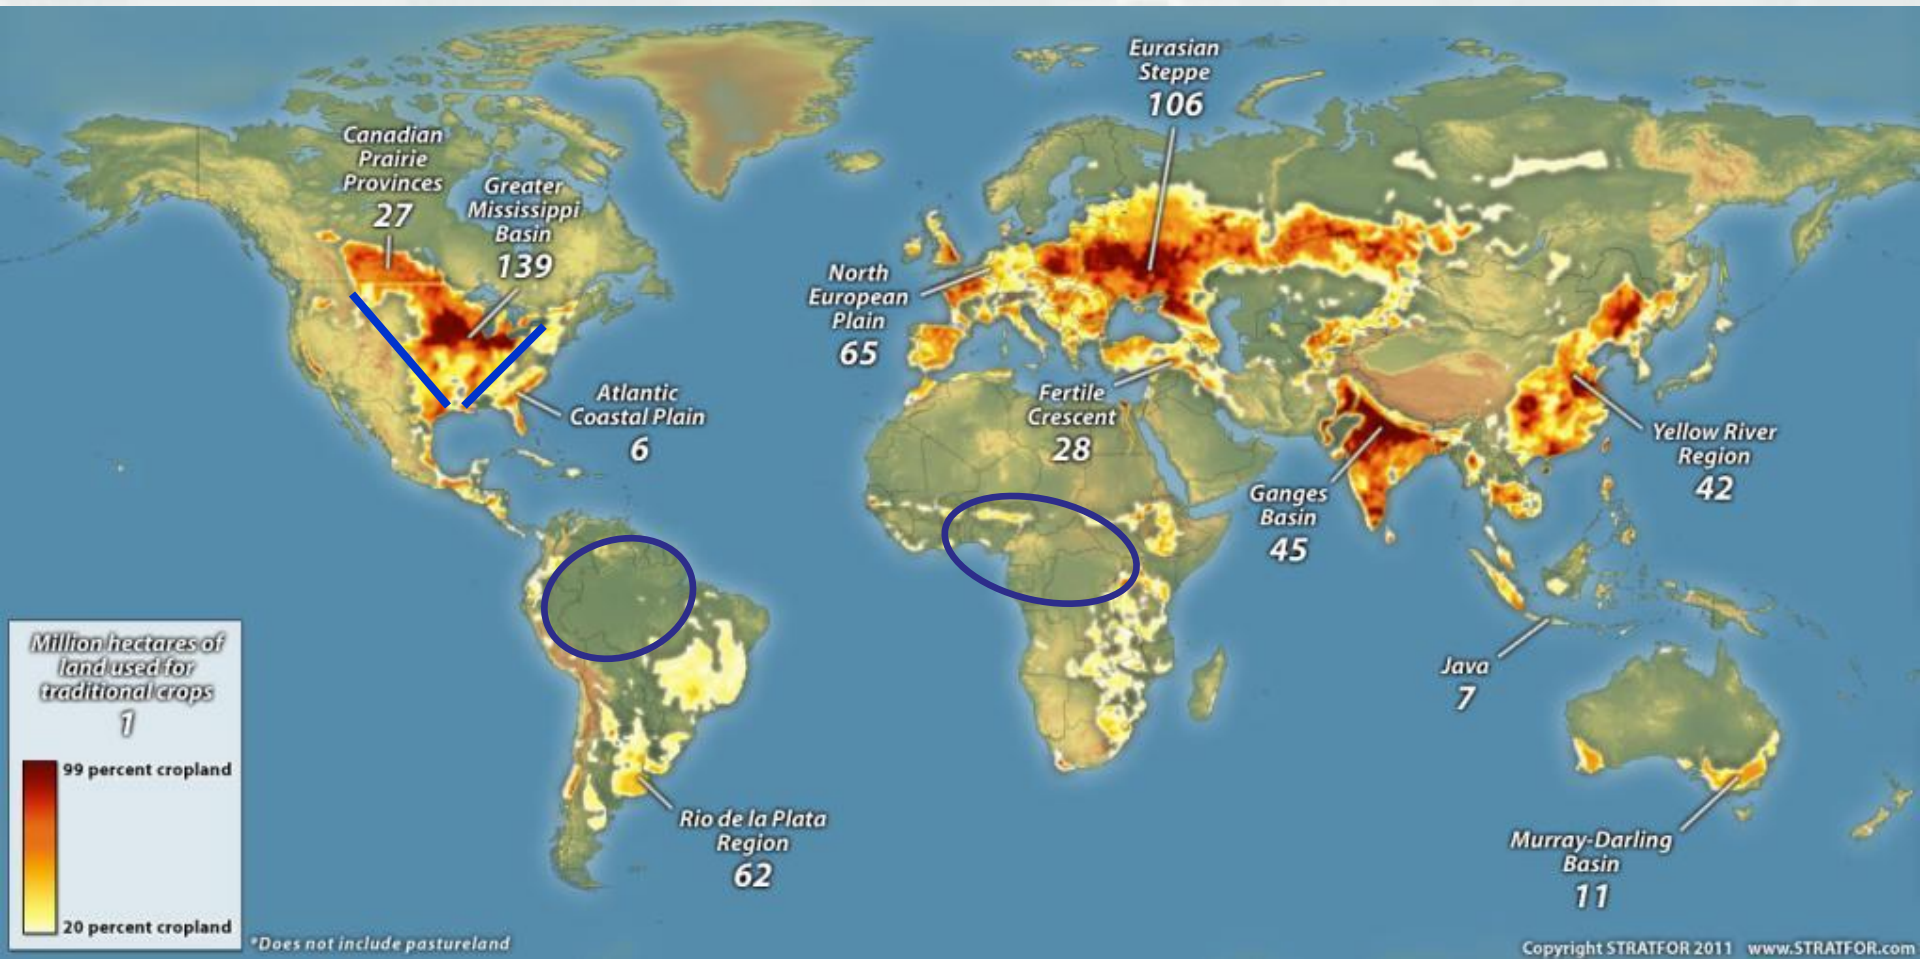 Eurasian
Steppe
106
Canadian
Prairie
Provinces
27
Greater
Mississippi
Basin
139
North
European
Plain
65
Atlantic
Coastal Plain
6
Fertile
Crescent
28
Yellow River
Region
42
Ganges
Basin
45
Java
7
Rio de la Plata
Region
62
Murray-Darling
Basin
11
Million hectares of
land used for
traditional crops
1
99 percent cropland
20 percent cropland
*Does not include pastureland
Copyright STRATFOR 2011 www.STRATFOR.com